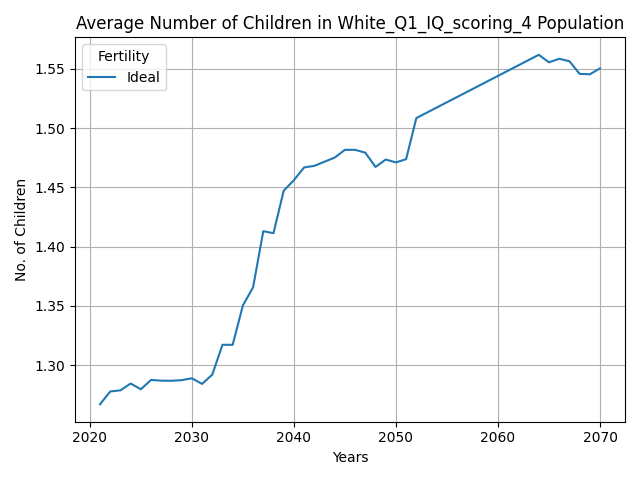 Average Number of Children in White_Q1_IQ_scoring_4 Population
Fertility
Ideal
No. of Children
1.55
1.50
1.45
1.40
1.35
1.30
2020 2030 2040 2050 2060 2070
Years